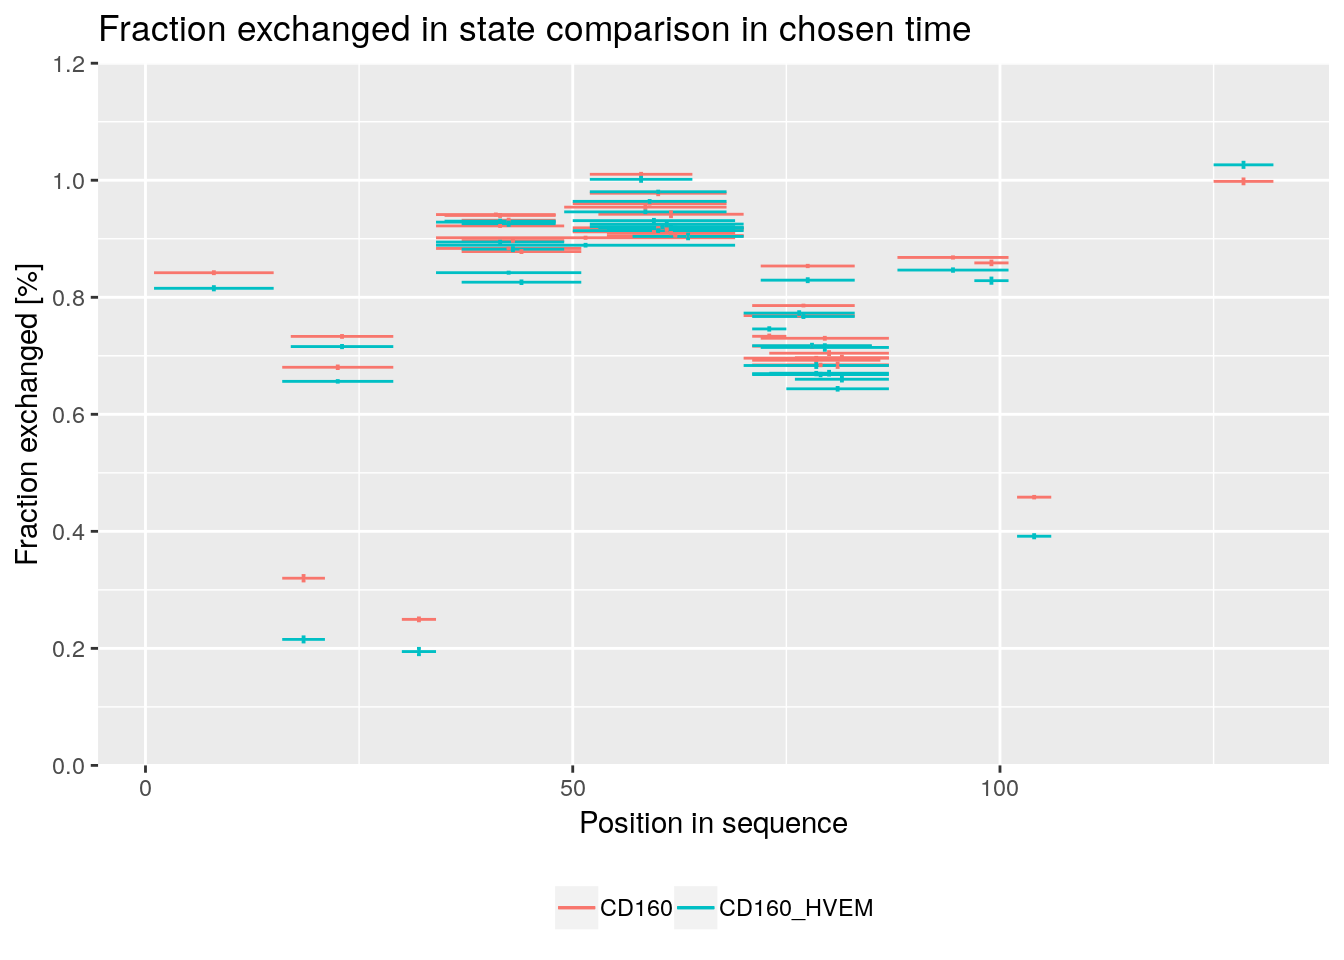 Fraction exchanged in state comparison in chosen time
Fraction exchanged [%]
1.2
1.0
0.8
0.6
0.4
0.2
0.0
0 50 100
Position in sequence
CD160 CD160_HVEM